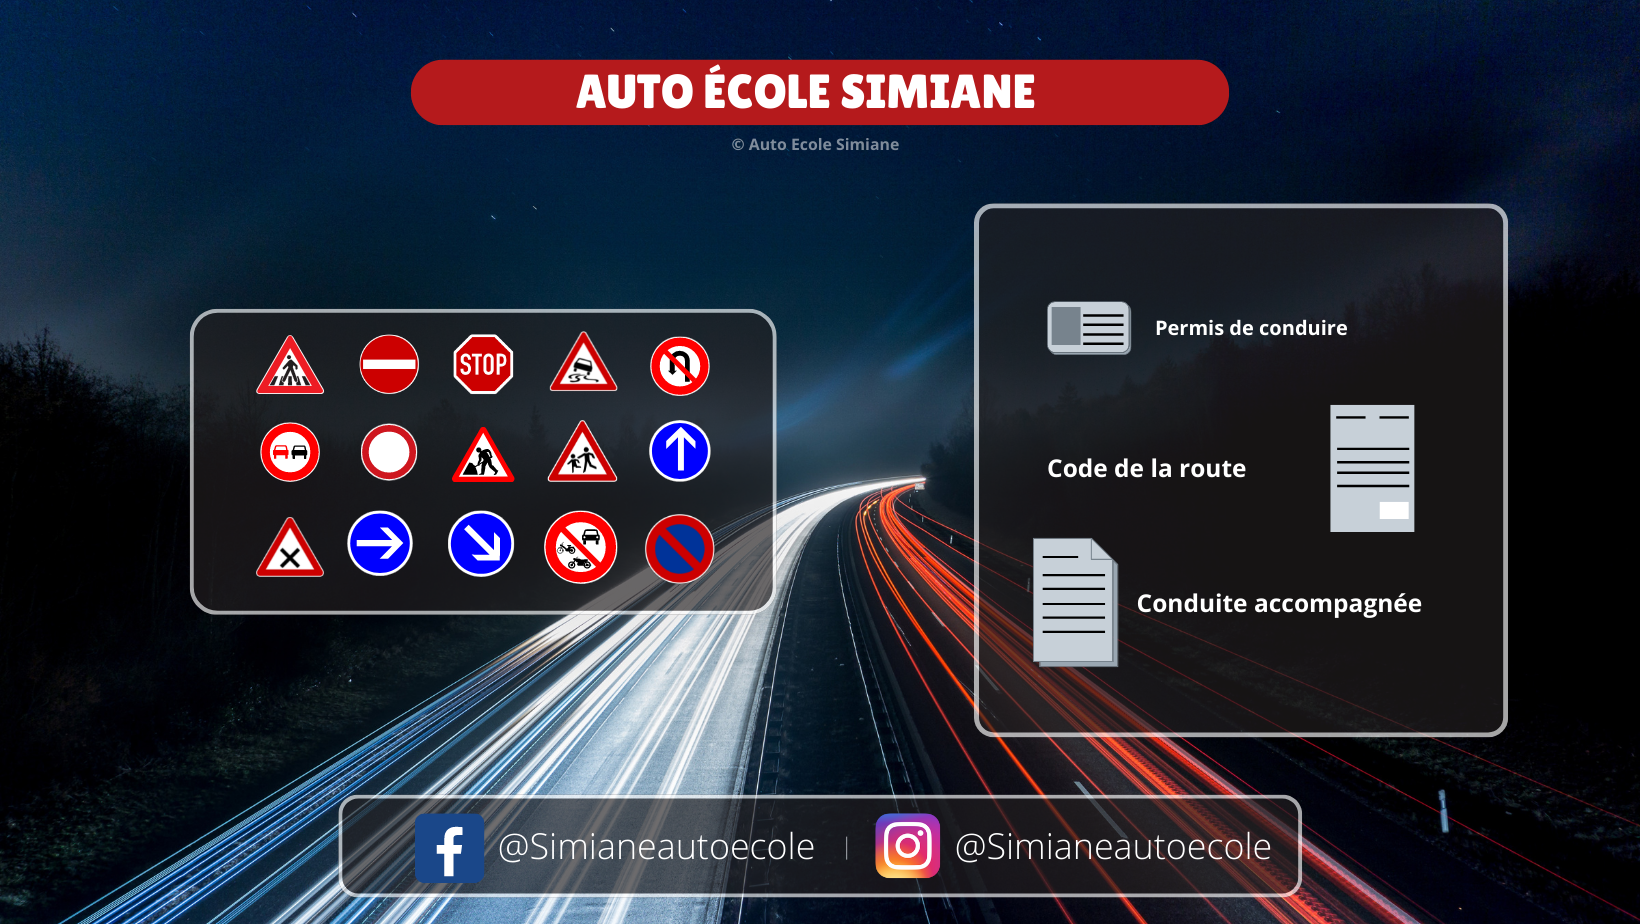 AUTO ÉCOLE SIMIANE
© Auto Ecole Simiane
STOP
Permis de conduire
Code de la route
Conduite accompagnée
@Simianeautoecole | @Simianeautoecole